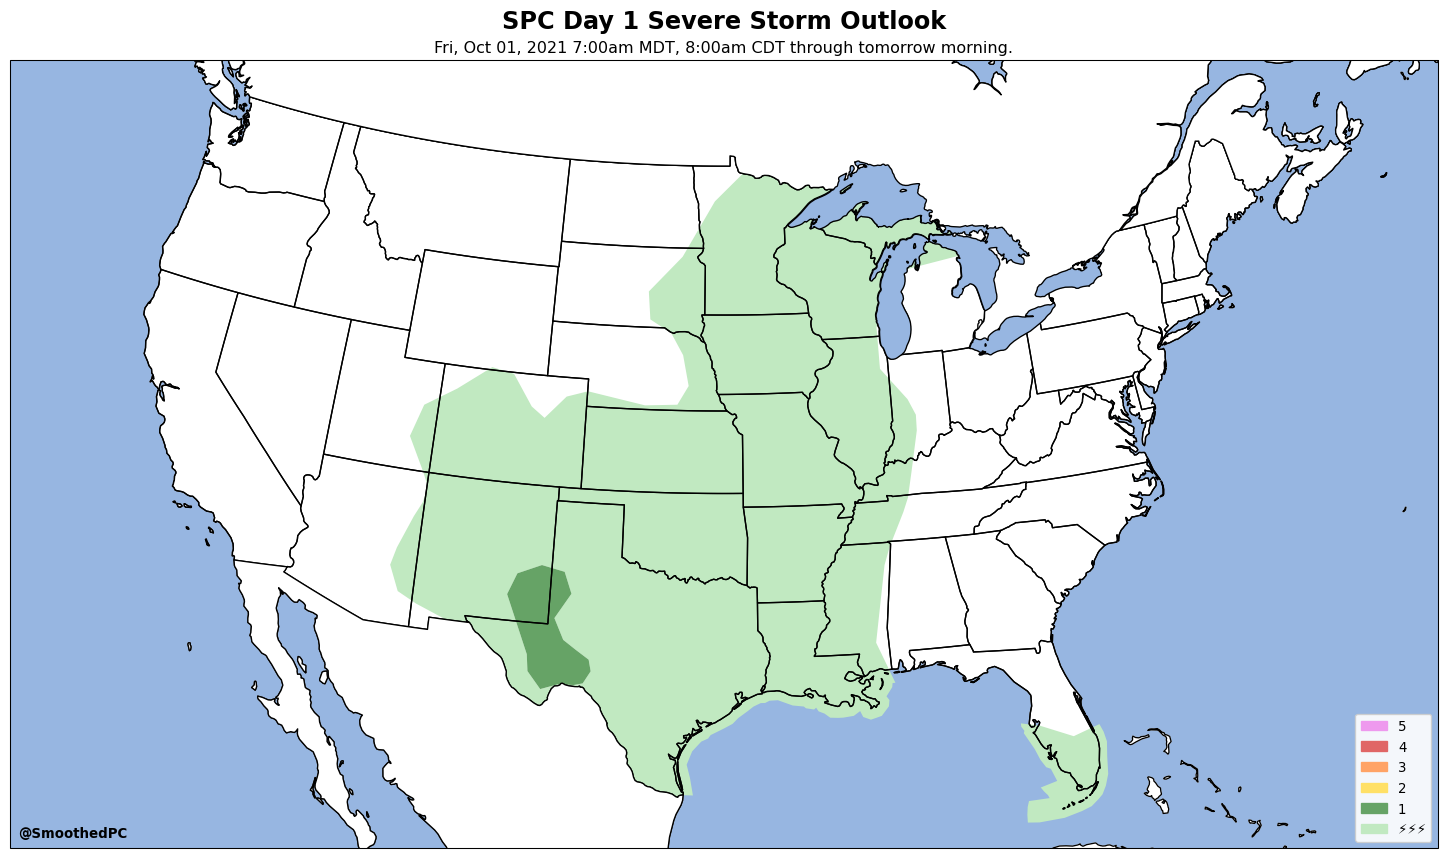 SPC Day 1 Severe Storm Outlook
Fri, Oct 01, 2021 7:00am MDT, 8:00am CDT through tomorrow morning.
5
4
3
2
1
⚡⚡⚡
@SmoothedPC